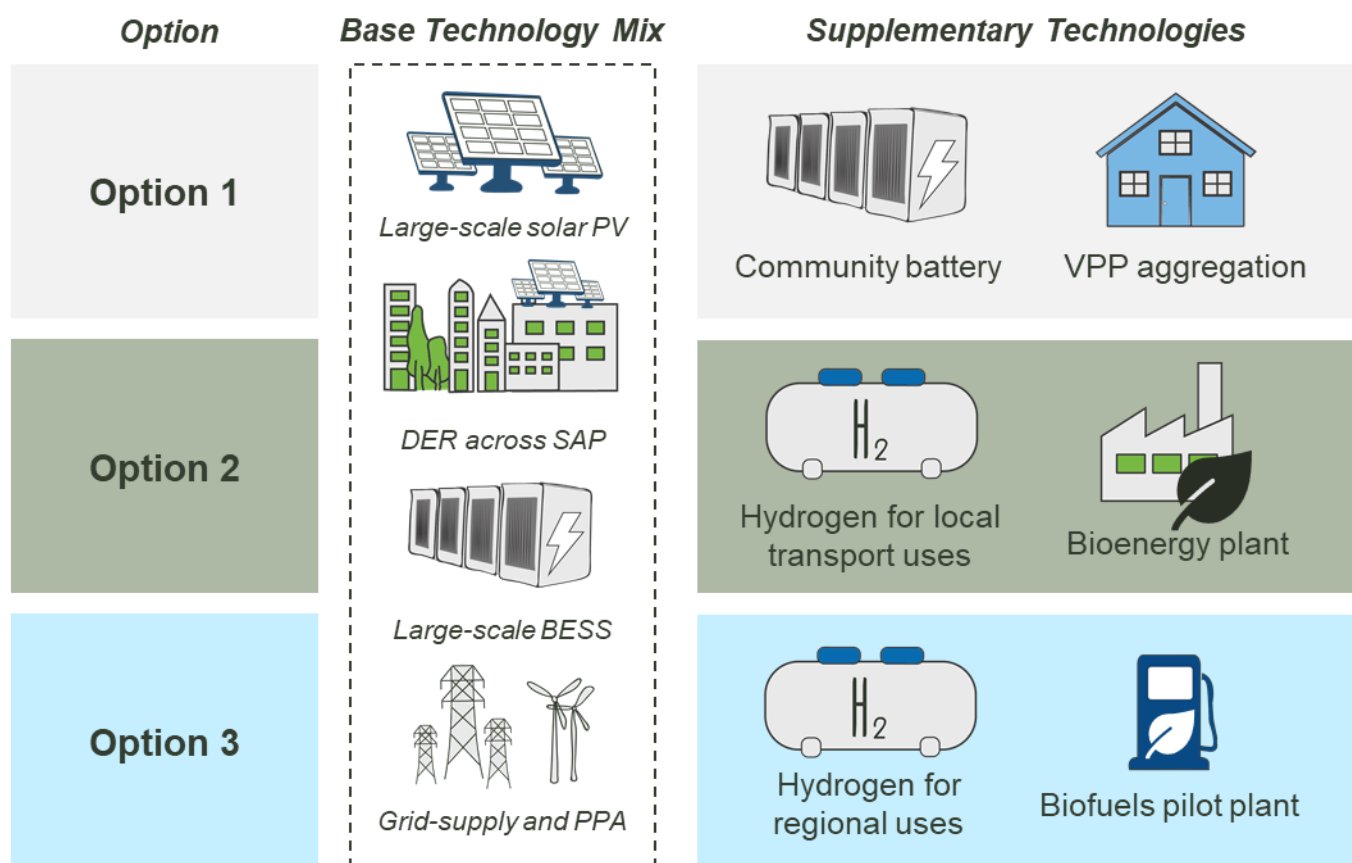 Option
Base Technology Mix
Supplementary Technologies
Option 1
Large-scale solar PV
Community battery
VPP aggregation
Option 2
DER across SAP
H2
Hydrogen for local
transport uses
Bioenergy plant
Large-scale BESS
Option 3
Grid-supply and PPA
H2
Hydrogen for
regional uses
Biofuels pilot plant